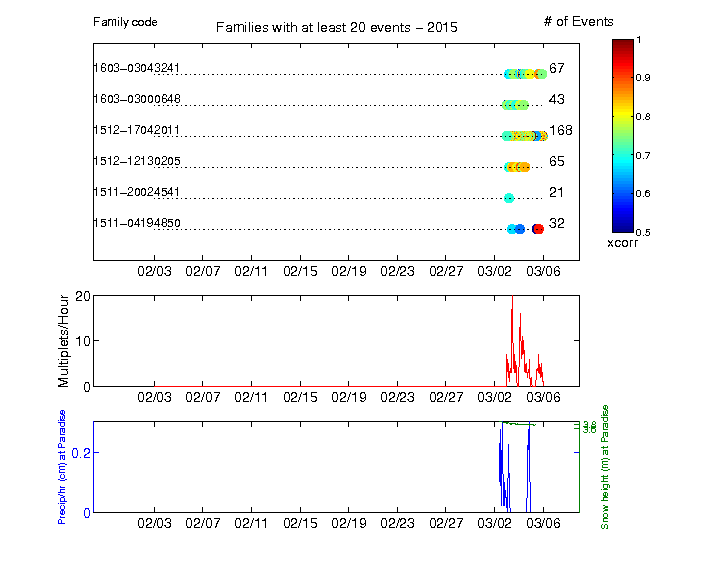 Family code
Families with at least 20 events − 2015
# of Events
1603−03043241 67
1603−03000648 43
1512−17042011 168
1512−12130205 65
1511−20024541 21
1511−04194850 32
1
0.9
0.8
0.7
0.6
0.5
xcorr
02/03 02/07 02/11 02/15 02/19 02/23 02/27 03/02 03/06
Multiplets/Hour
20
10
0
02/03 02/07 02/11 02/15 02/19 02/23 02/27 03/02 03/06
Precip/hr (cm) at Paradise
0.2
0
3.8
Snow height (m) at Paradise
02/03 02/07 02/11 02/15 02/19 02/23 02/27 03/02 03/06